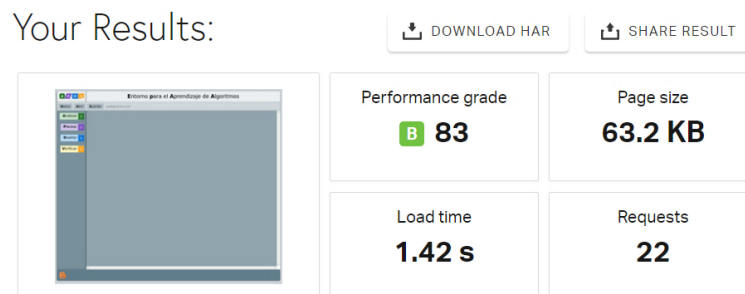 Your Results:
DOWNLOAD HAR
SHARE RESULT
Entorno para el Aprendizaje de Algoritmos
Performance grade
B 83
Page size
63.2 KB
Load time
1.42 s
Requests
22